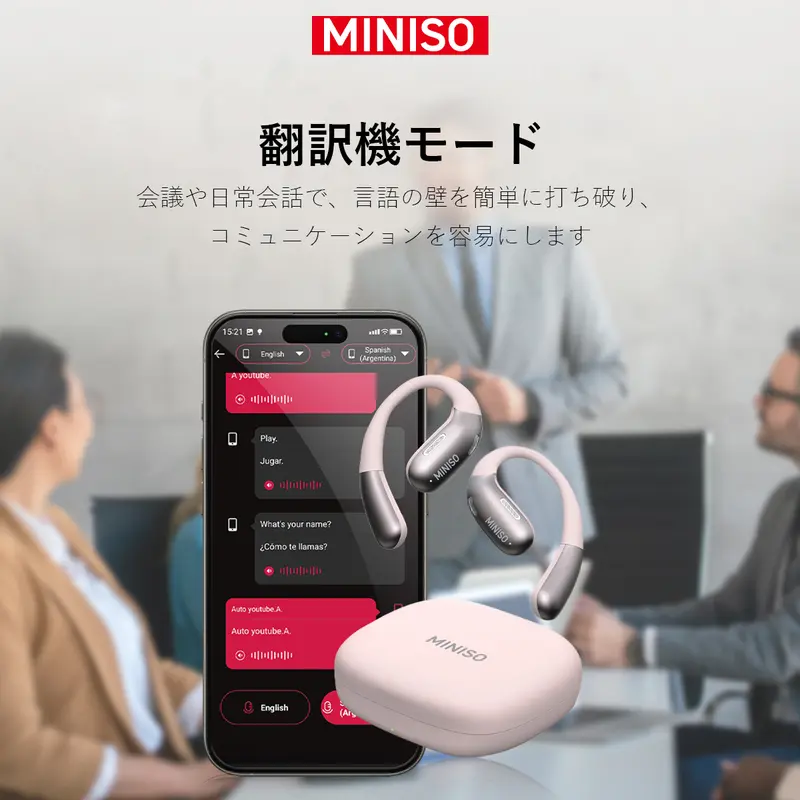 MINISO
翻訳機モード
会議や日常会話で、言語の壁を簡単に打ち破り、
コミュニケーションを容易にします
15:21
English
Spanish
(Argentina)
A youtube.
Play.
Jugar.
What's your name?
¿Cómo te llamas?
Auto youtube.A.
Auto youtube.A.
English
MINISO
MINISO
MINISO